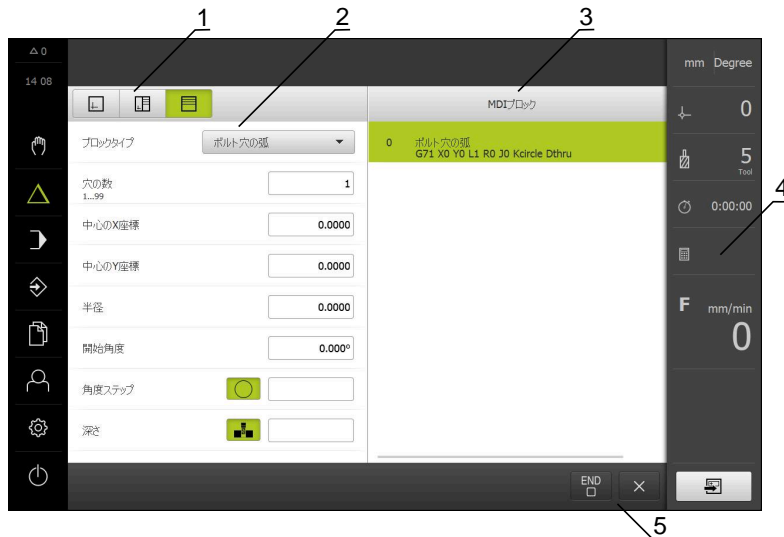 1
2
3
△ 0
14 08
mm Degree
MDIブロック
0
ブロックタイプ
ボルト穴の弧
0 ボルト穴の弧
G71 X0 Y0 L1 R0 J0 Kcircle Dthru
5
Tool
穴の数
1...99
1
4
中心のX座標
0.0000
0:00:00
中心のY座標
0.0000
半径
0.0000
F mm/min
0
開始角度
0.000°
角度ステップ
深さ
END
5